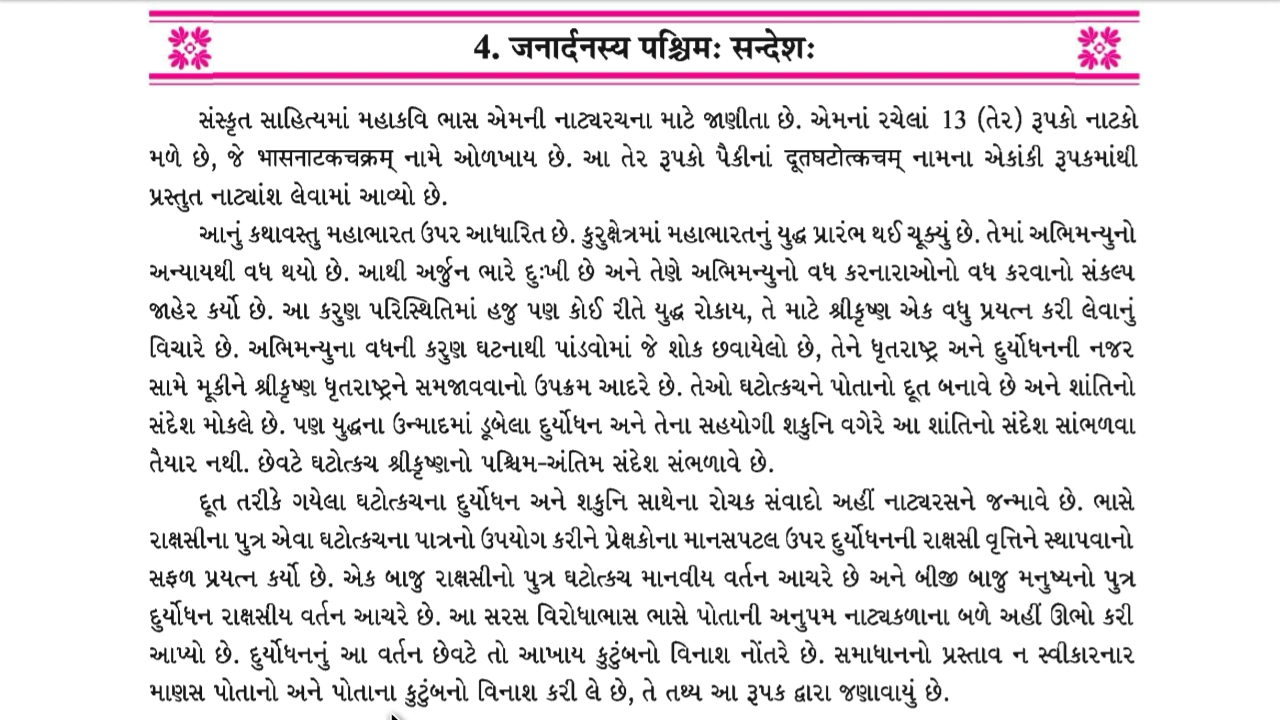 4. जनार्दनस्य पश्चिमः सन्देशः
સંસ્કૃત સાહિત્યમાં મહાકવિ ભાસ એમની નાટ્યરચના માટે જાણીતા છે. એમનાં રચેલાં 13 (તેર) રૂપકો નાટકો
મળે છે, જે भासनाटकचक्रम् નામે ઓળખાય છે. આ તેર રૂપકો પૈકીનાં दूतघटोत्कचम् નામના એકાંકી રૂપકમાંથી
પ્રસ્તુત નાટ્યાંશ લેવામાં આવ્યો છે.
આનું કથાવસ્તુ મહાભારત ઉપર આધારિત છે. કુરુક્ષેત્રમાં મહાભારતનું યુદ્ધ પ્રારંભ થઈ ચૂક્યું છે. તેમાં અભિમન્યુનો
અન્યાયથી વધ થયો છે. આથી અર્જુન ભારે દુઃખી છે અને તેણે અભિમન્યુનો વધ કરનારાઓનો વધ કરવાનો સંકલ્પ
જાહેર કર્યો છે. આ કરુણ પરિસ્થિતિમાં હજુ પણ કોઈ રીતે યુદ્ધ રોકાય, તે માટે શ્રીકૃષ્ણ એક વધુ પ્રયત્ન કરી લેવાનું
વિચારે છે. અભિમન્યુના વધની કરુણ ઘટનાથી પાંડવોમાં જે શોક છવાયેલો છે, તેને ધૃતરાષ્ટ્ર અને દુર્યોધનની નજર
સામે મૂકીને શ્રીકૃષ્ણ ધૃતરાષ્ટ્રને સમજાવવાનો ઉપક્રમ આદરે છે. તેઓ ઘટોત્કચને પોતાનો દૂત બનાવે છે અને શાંતિનો
સંદેશ મોકલે છે. પણ યુદ્ધના ઉન્માદમાં ડૂબેલા દુર્યોધન અને તેના સહયોગી શકુનિ વગેરે આ શાંતિનો સંદેશ સાંભળવા
તૈયાર નથી. છેવટે ઘટોત્કચ શ્રીકૃષ્ણનો પશ્ચિમ-અંતિમ સંદેશ સંભળાવે છે.
દૂત તરીકે ગયેલા ઘટોત્કચના દુર્યોધન અને શકુનિ સાથેના રોચક સંવાદો અહીં નાટ્યરસને જન્માવે છે. ભાસે
રાક્ષસીના પુત્ર એવા ઘટોત્કચના પાત્રનો ઉપયોગ કરીને પ્રેક્ષકોના માનસપટલ ઉપર દુર્યોધનની રાક્ષસી વૃત્તિને સ્થાપવાનો
સફળ પ્રયત્ન કર્યો છે. એક બાજુ રાક્ષસીનો પુત્ર ઘટોત્કચ માનવીય વર્તન આચરે છે અને બીજી બાજુ મનુષ્યનો પુત્ર
દુર્યોધન રાક્ષસીય વર્તન આચરે છે. આ સરસ વિરોધાભાસ ભાસે પોતાની અનુપમ નાટ્યકળાના બળે અહીં ઊભો કરી
આપ્યો છે. દુર્યોધનનું આ વર્તન છેવટે તો આખાય કુટુંબનો વિનાશ નોંતરે છે. સમાધાનનો પ્રસ્તાવ ન સ્વીકારનાર
માણસ પોતાનો અને પોતાના કુટુંબનો વિનાશ કરી લે છે, તે તથ્ય આ રૂપક દ્વારા જણાવાયું છે.